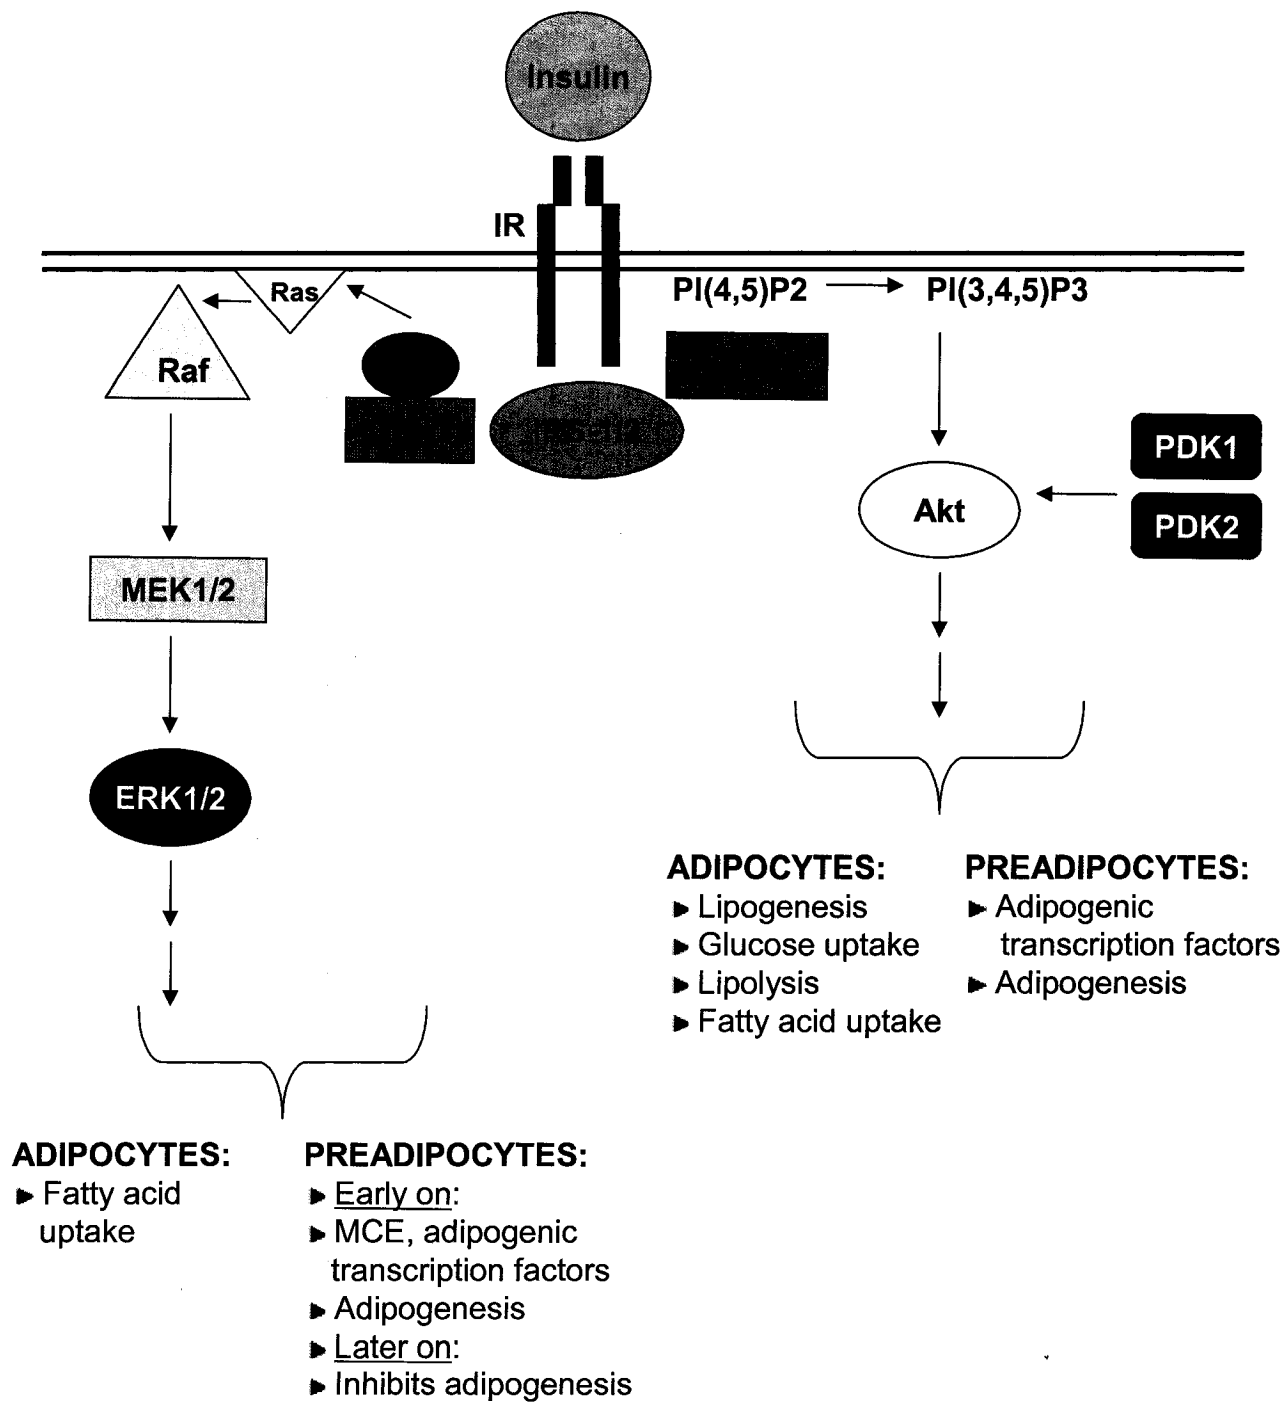 Insulin
IR
Ras
PI(4,5)P2
PI(3,4,5)P3
Raf
PDK1
Akt
PDK2
MEK1/2
ERK1/2
ADIPOCYTES:
Lipogenesis
Glucose uptake
Lipolysis
Fatty acid uptake
PREADIPOCYTES:
Adipogenic
transcription factors
Adipogenesis
ADIPOCYTES:
Fatty acid
uptake
PREADIPOCYTES:
Early on:
MCE, adipogenic
transcription factors
Adipogenesis
Later on:
Inhibits adipogenesis